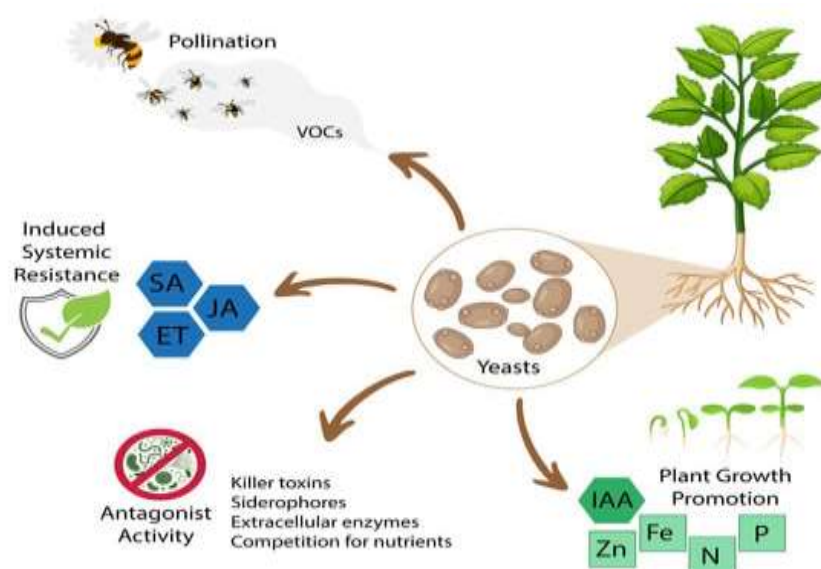 Pollination
VOCs
Induced
Systemic
Resistance
SA
JA
ET
Yeasts
Antagonist
Activity
Killer toxins
Siderophores
Extracellular enzymes
Competition for nutrients
Plant Growth
Promotion
IAA
Zn
Fe
N
P